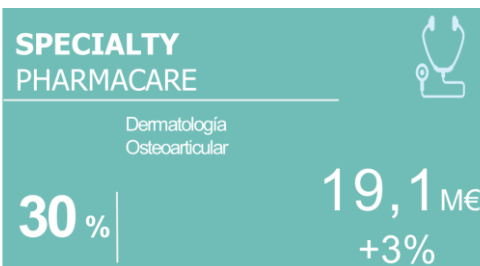 SPECIALTY
PHARMACARE
Dermatología
Osteoarticular
30 %
19,1 M€
+3%